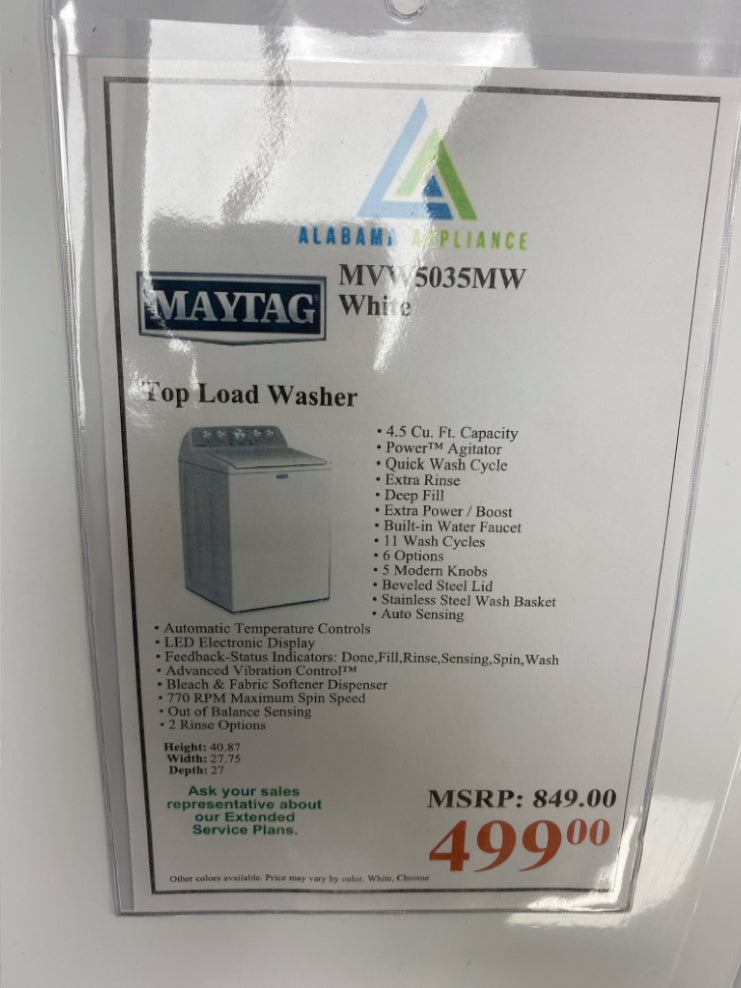 ALABAMA APPLIANCE
MAYTAG
MVW5035MW
White
Top Load Washer
• 4.5 Cu. Ft. Capacity
• Power™ Agitator
• Quick Wash Cycle
• Extra Rinse
• Deep Fill
• Extra Power / Boost
• Built-in Water Faucet
• 11 Wash Cycles
• 6 Options
• 5 Modern Knobs
• Beveled Steel Lid
• Stainless Steel Wash Basket
• Auto Sensing
• Automatic Temperature Controls
• LED Electronic Display
• Feedback-Status Indicators: Done,Fill,Rinse,Sensing,Spin,Wash
• Advanced Vibration Control™
• Bleach & Fabric Softener Dispenser
• 770 RPM Maximum Spin Speed
• Out of Balance Sensing
• 2 Rinse Options
Height: 40.87
Width: 27.75
Depth: 27
Ask your sales
representative about
our Extended
Service Plans.
MSRP: 849.00
499⁰⁰
Other colors available. Price may vary by color. White, Chrome